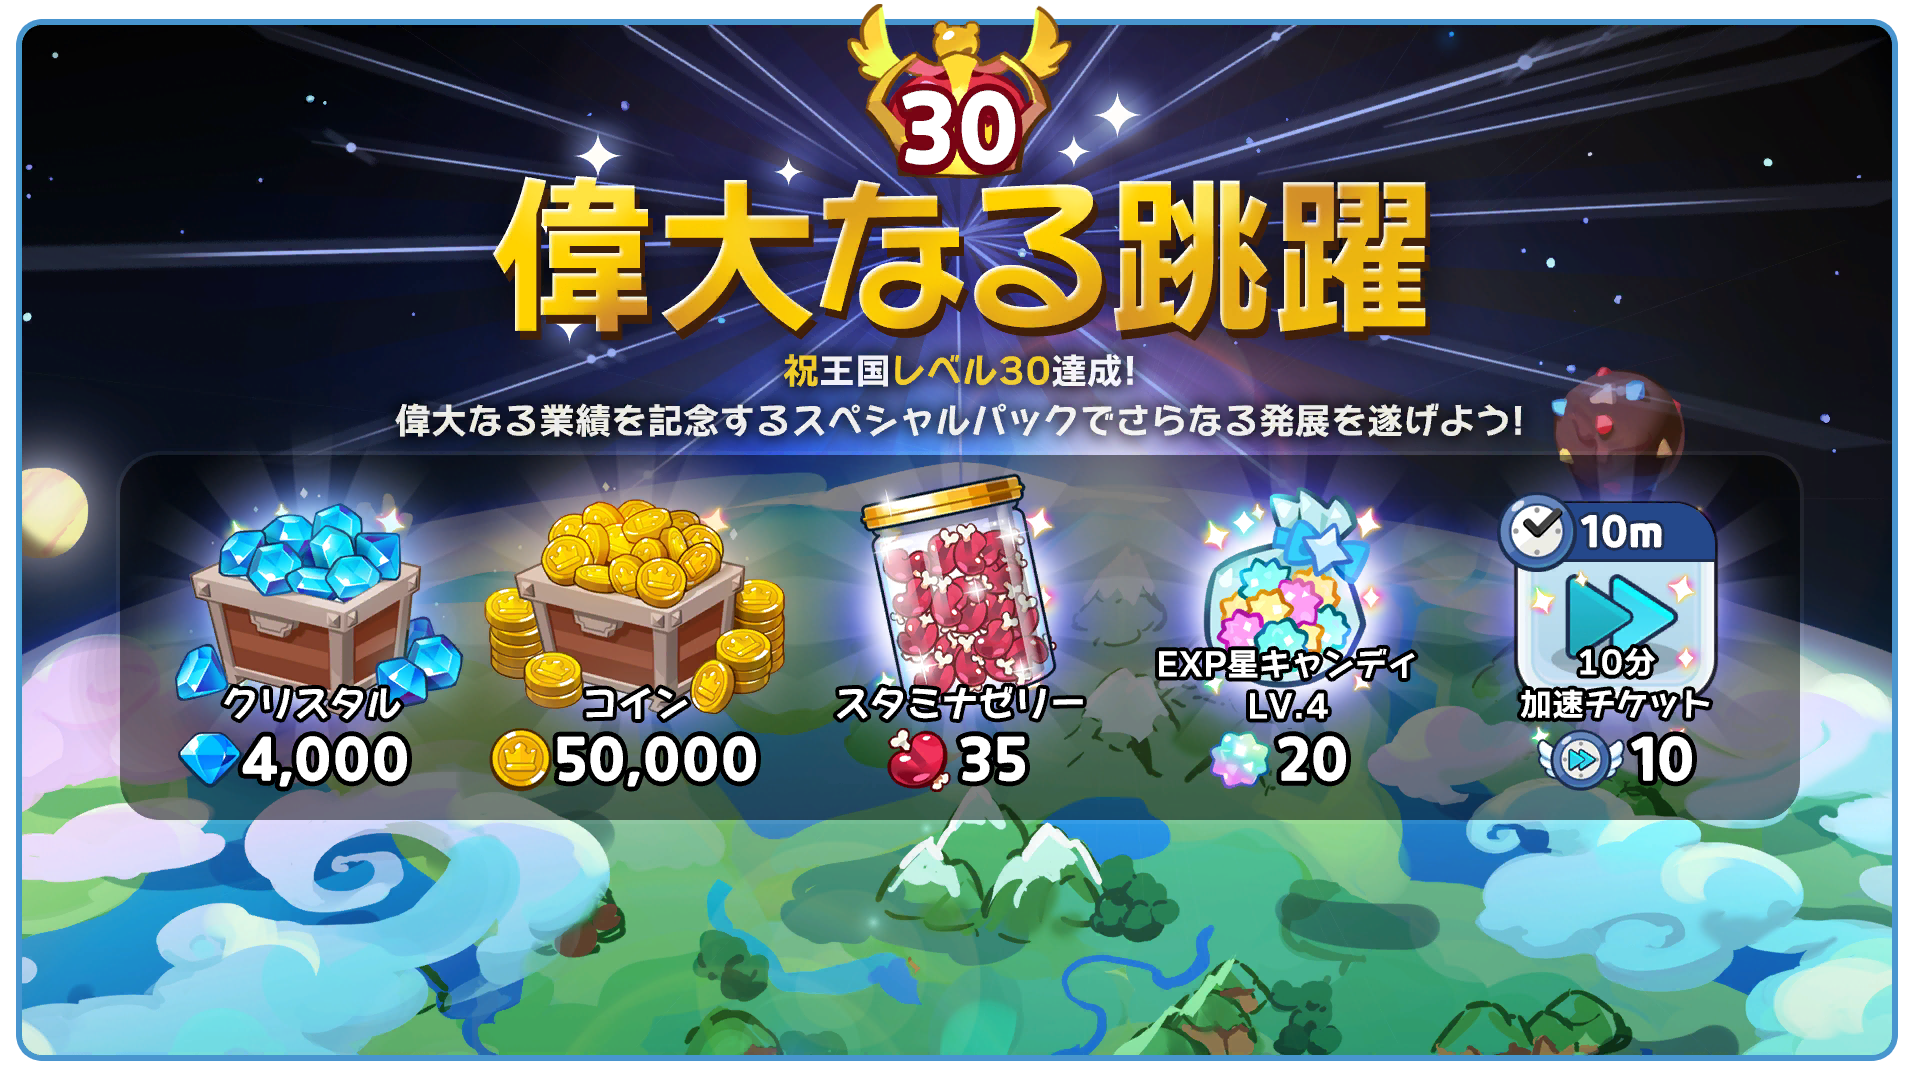 30
偉大なる跳躍
祝王国レベル30達成!
偉大なる業績を記念するスペシャルパックでさらなる発展を遂げよう!
クリスタル
4,000
コイン
50,000
スタミナゼリー
35
EXP星キャンディ
LV.4
20
10m
10分
加速チケット
10